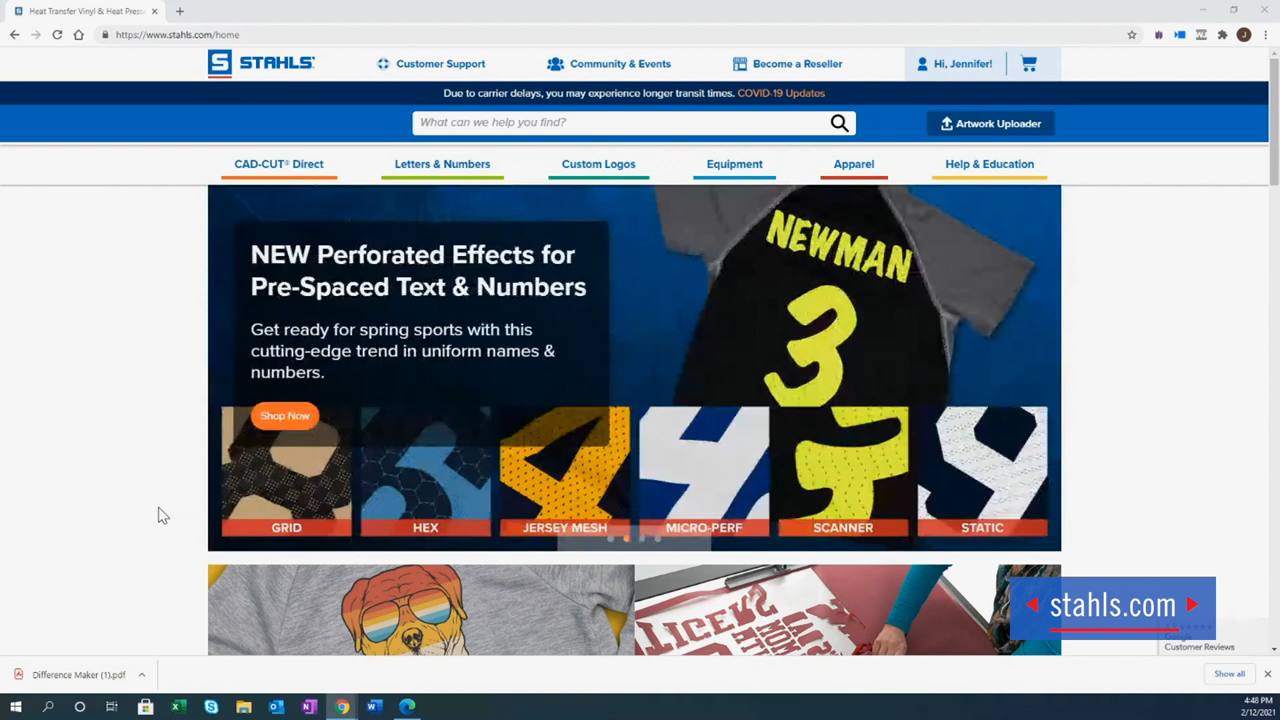 Heat Transfer Vinyl & Heat Press
https://www.stahls.com/home
J
S STAHLS'
Customer Support
Community & Events
Become a Reseller
Hi, Jennifer!
Due to carrier delays, you may experience longer transit times. COVID-19 Updates
What can we help you find?
Artwork Uploader
CAD-CUT® Direct
Letters & Numbers
Custom Logos
Equipment
Apparel
Help & Education
NEW Perforated Effects for
Pre-Spaced Text & Numbers
Get ready for spring sports with this
cutting-edge trend in uniform names &
numbers.
Shop Now
NEWMAN
3
GRID
HEX
JERSEY MESH
MICRO-PERF
SCANNER
STATIC
stahls.com
Google
Customer Reviews
Difference Maker (1).pdf
Show all
4:48 PM
2/12/2021